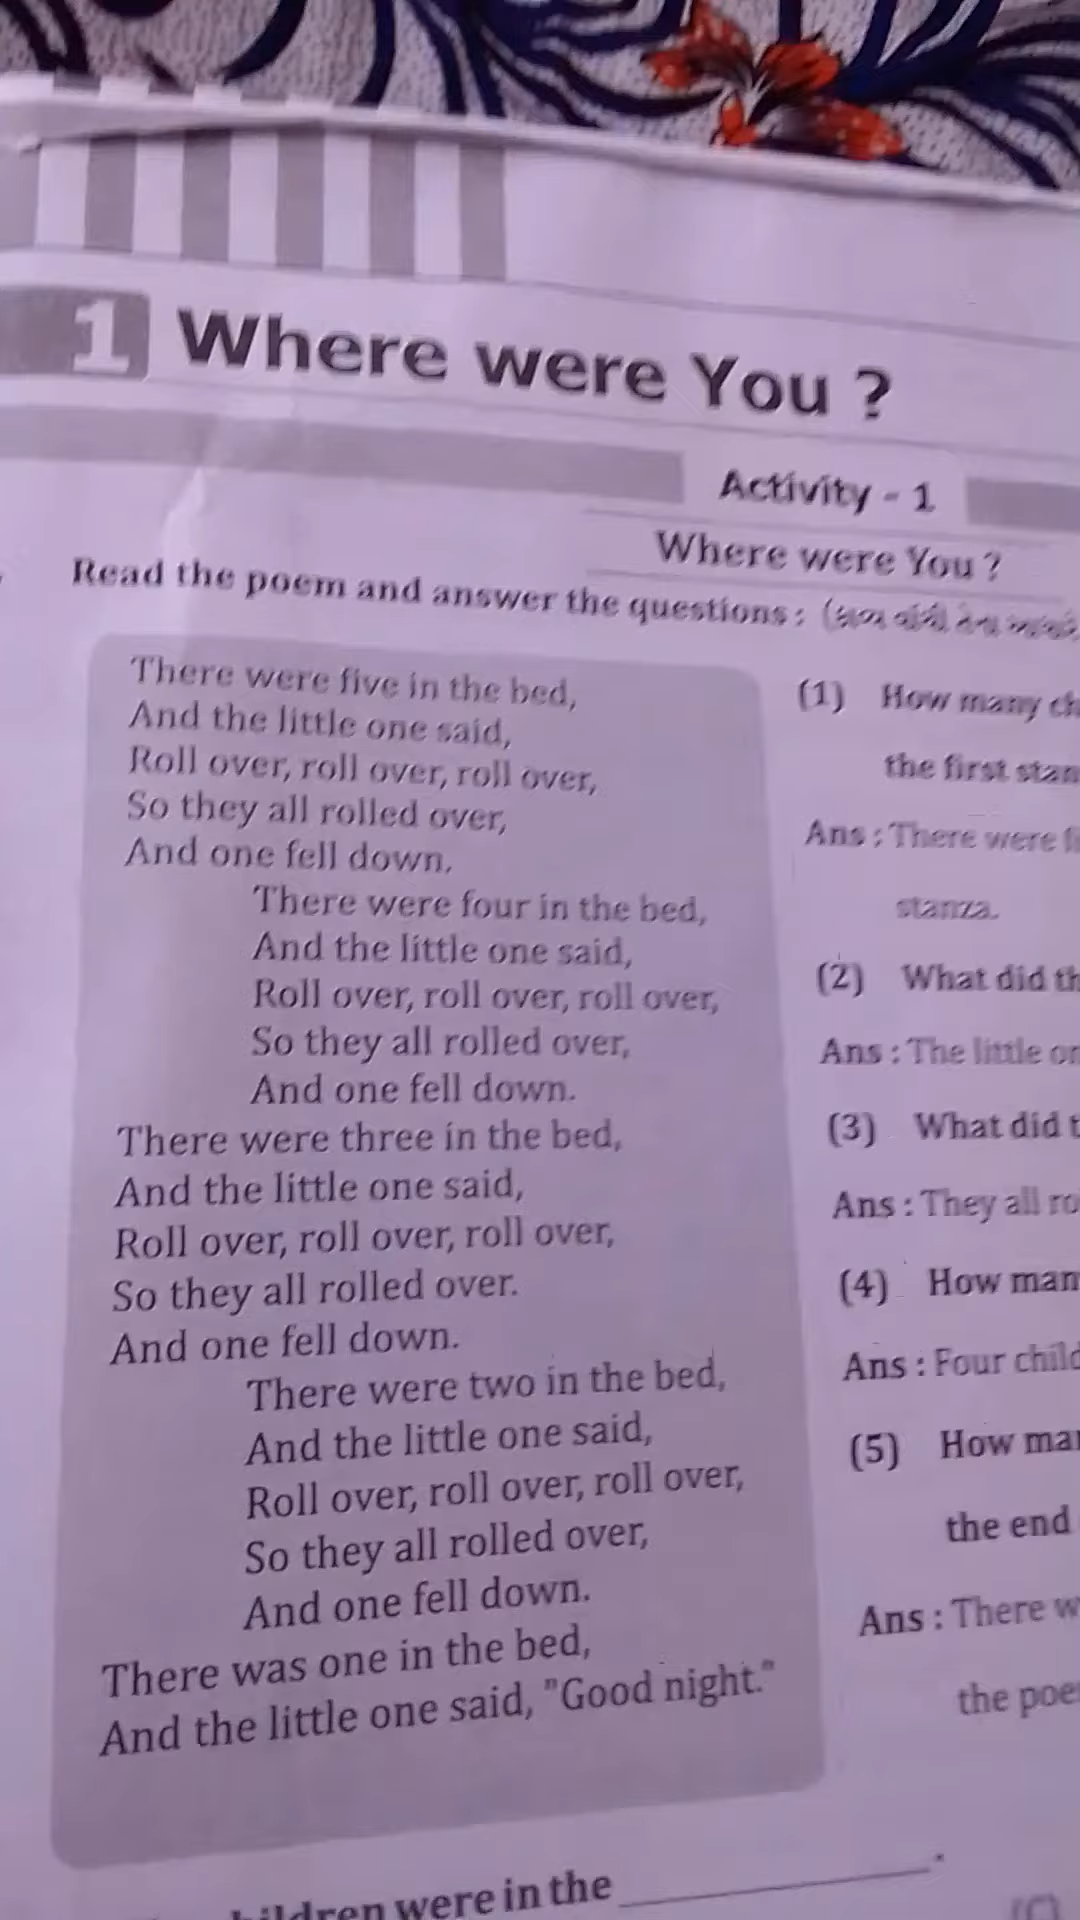 1 Where were You ?
Activity - 1
Where were You ?
Read the poem and answer the questions : (
There were five in the bed,
And the little one said,
Roll over, roll over, roll over,
So they all rolled over,
And one fell down.
There were four in the bed,
And the little one said,
Roll over, roll over, roll over,
So they all rolled over,
And one fell down.
There were three in the bed,
And the little one said,
Roll over, roll over, roll over,
So they all rolled over.
And one fell down.
There were two in the bed,
And the little one said,
Roll over, roll over, roll over,
So they all rolled over,
And one fell down.
There was one in the bed,
And the little one said, "Good night."
(1) How many
the first
Ans : There were
stanza.
(2) What did
Ans : The little
(3) What did
Ans : They all
(4) How
Ans : Four
(5) How
the end
Ans : There
the
were in the ____________.